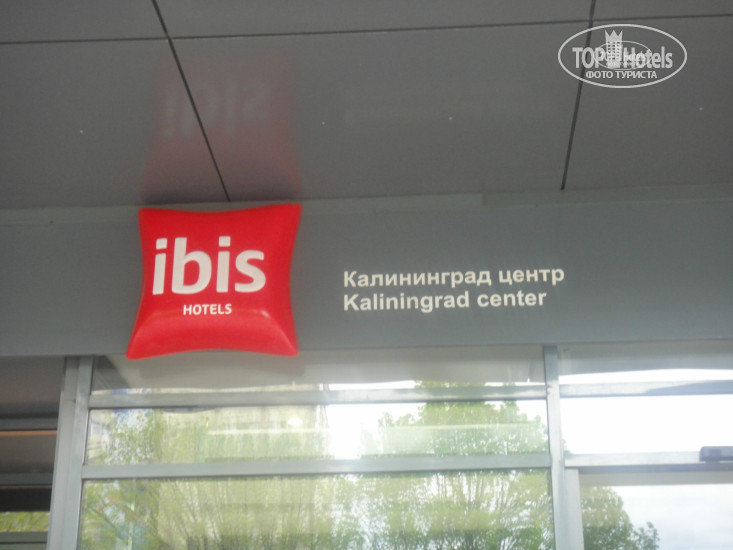 TOP Hotels
ФОТО ТУРИСТА
ibis
HOTELS
Калининград центр
Kaliningrad center